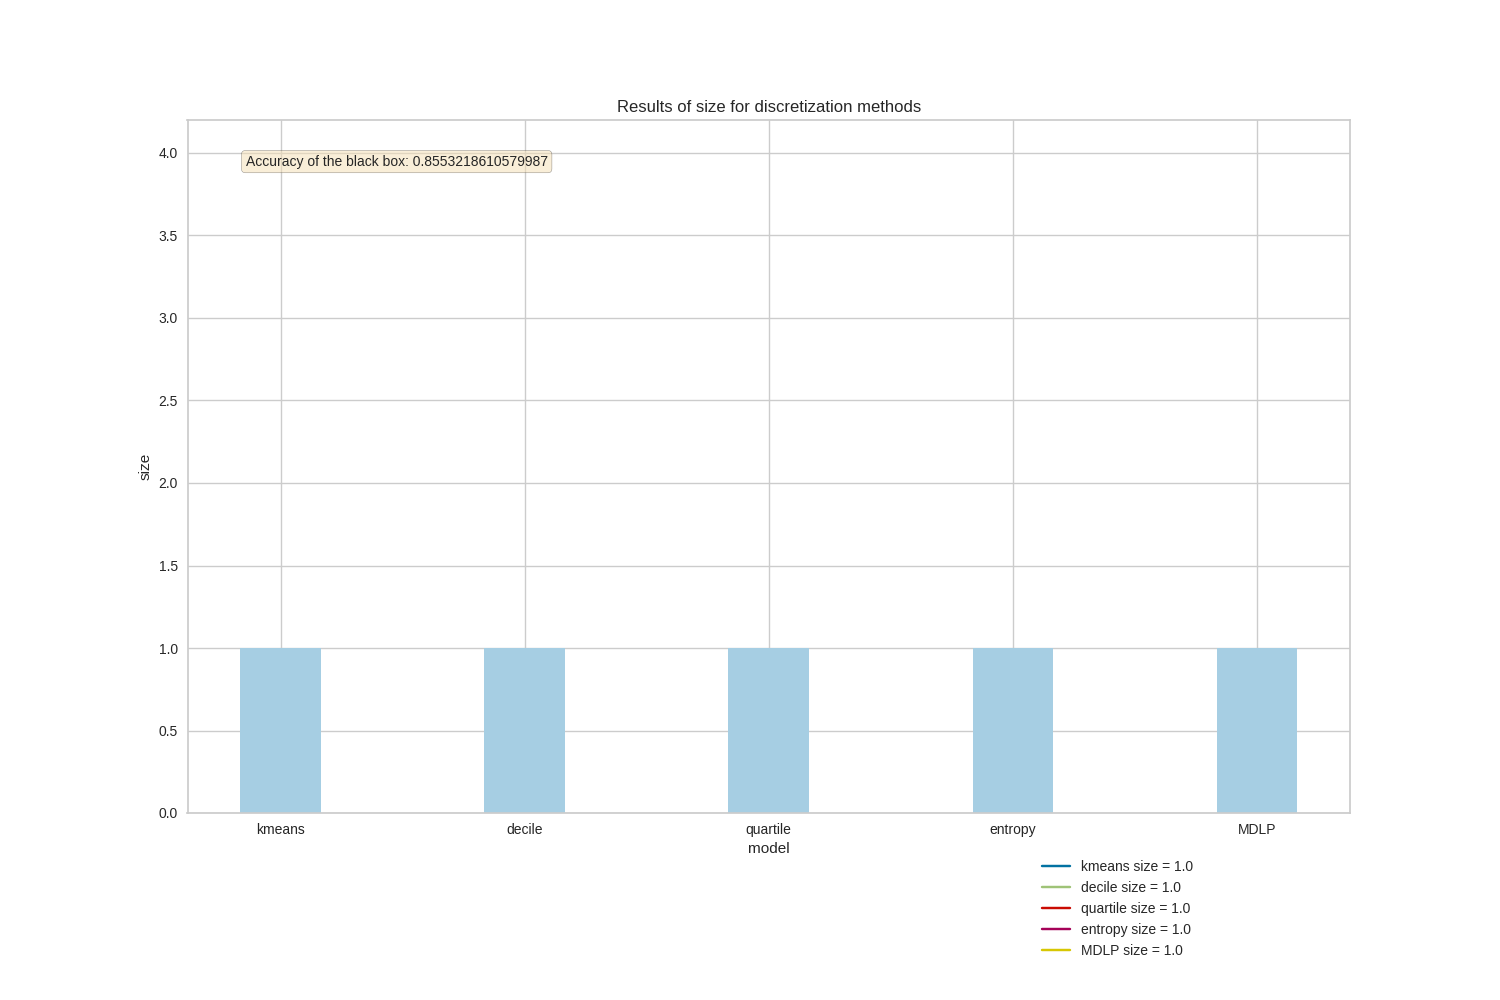 Results of size for discretization methods
Accuracy of the black box: 0.8553218610579987
4.0
3.5
3.0
2.5
2.0
1.5
1.0
0.5
0.0
size
kmeans decile quartile entropy MDLP
model
kmeans size = 1.0
decile size = 1.0
quartile size = 1.0
entropy size = 1.0
MDLP size = 1.0